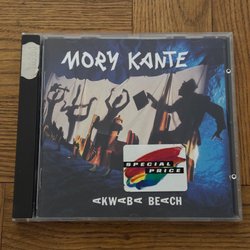 MORY KANTE
SPECIAL
PRICE
AKWABA BEACH